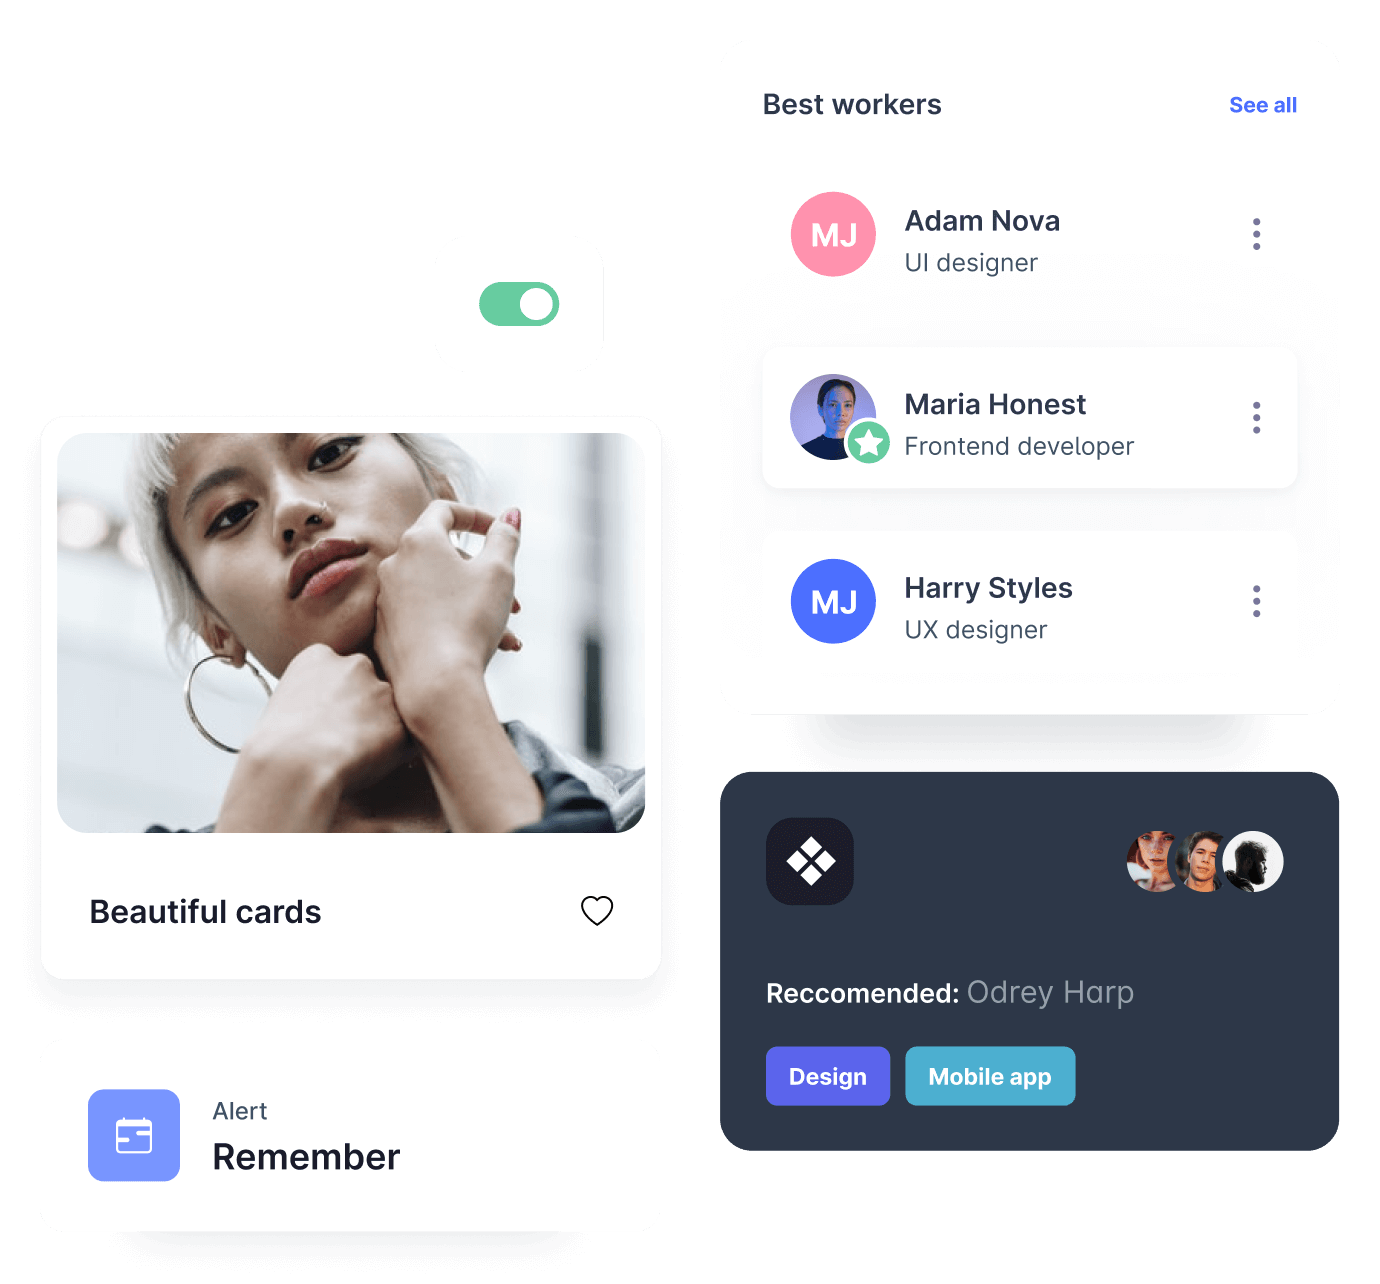 Best workers
See all
MJ
Adam Nova
UI designer
Maria Honest
Frontend developer
MJ
Harry Styles
UX designer
Beautiful cards
Reccomended: Odrey Harp
Design
Mobile app
Alert
Remember